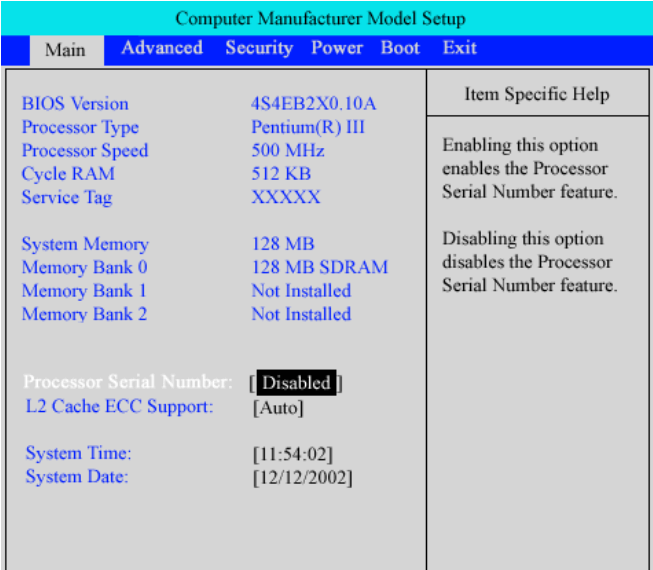 Computer Manufacturer Model Setup
Main Advanced Security Power Boot Exit
BIOS Version 4S4EB2X0.10A
Processor Type Pentium(R) III
Processor Speed 500 MHz
Cycle RAM 512 KB
Service Tag XXXXX
System Memory 128 MB
Memory Bank 0 128 MB SDRAM
Memory Bank 1 Not Installed
Memory Bank 2 Not Installed
Processor Serial Number: [ Disabled ]
L2 Cache ECC Support: [Auto]
System Time: [11:54:02]
System Date: [12/12/2002]
Item Specific Help
Enabling this option
enables the Processor
Serial Number feature.
Disabling this option
disables the Processor
Serial Number feature.